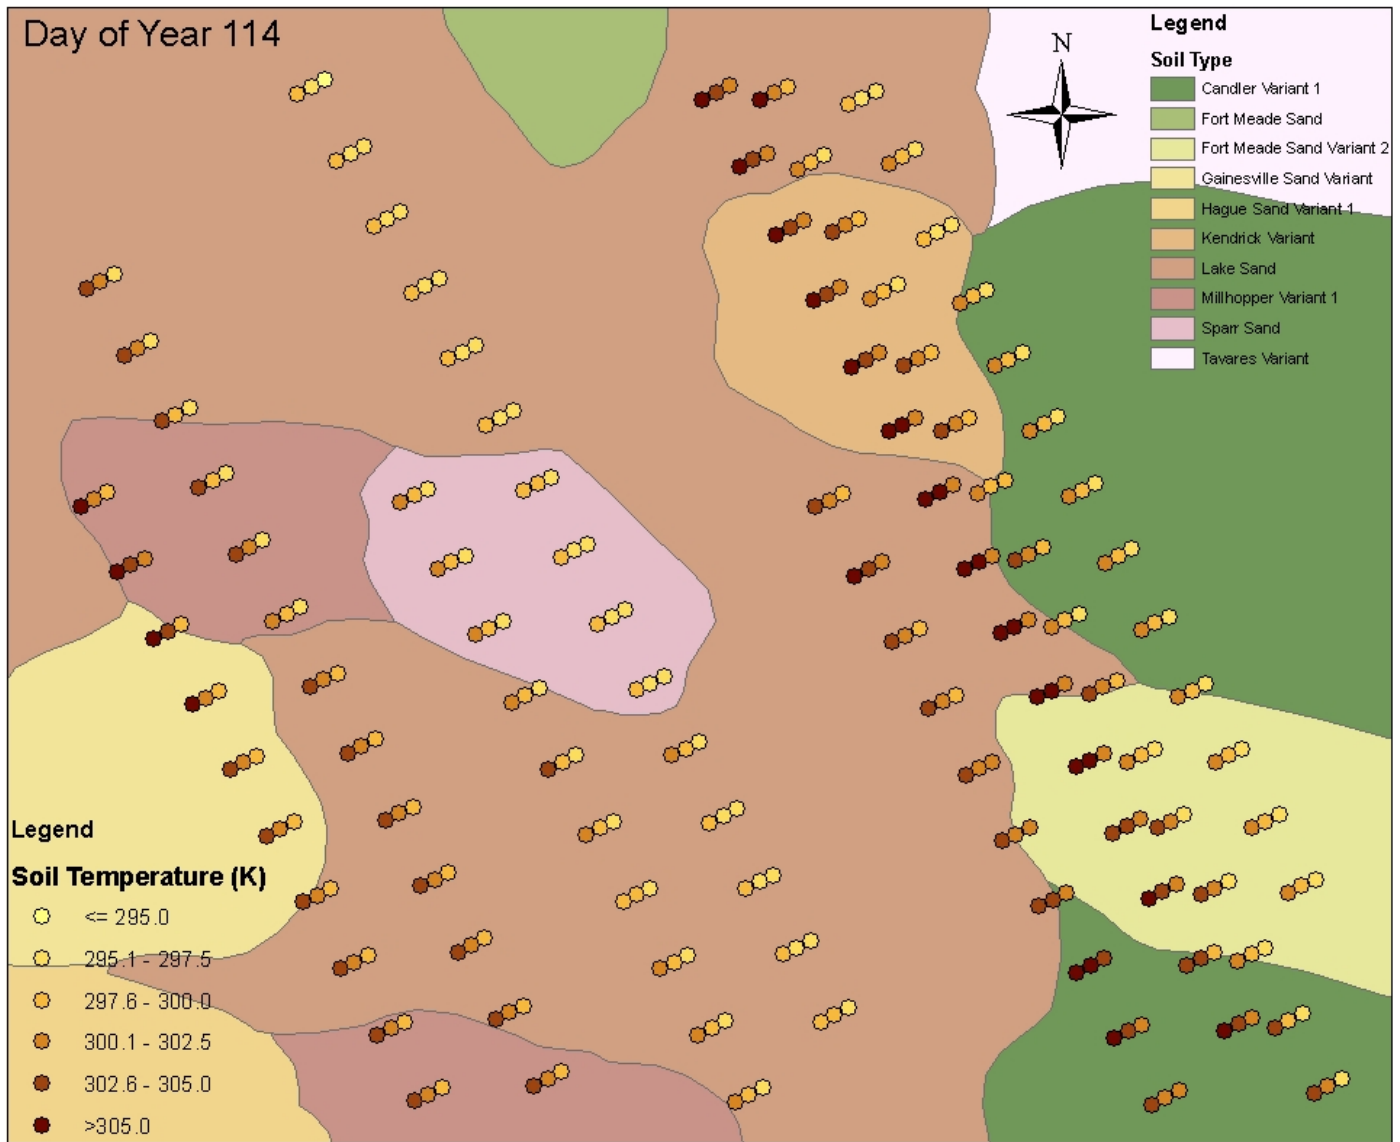 Day of Year 114
N
Legend
Soil Type
Candler Variant 1
Fort Meade Sand
Fort Meade Sand Variant 2
Gainesville Sand Variant
Hague Sand Variant 1
Kendrick Variant
Lake Sand
Millhopper Variant 1
Sparr Sand
Tavares Variant
Legend
Soil Temperature (K)
<= 295.0
295.1 - 297.5
297.6 - 300.0
300.1 - 302.5
302.6 - 305.0
>305.0